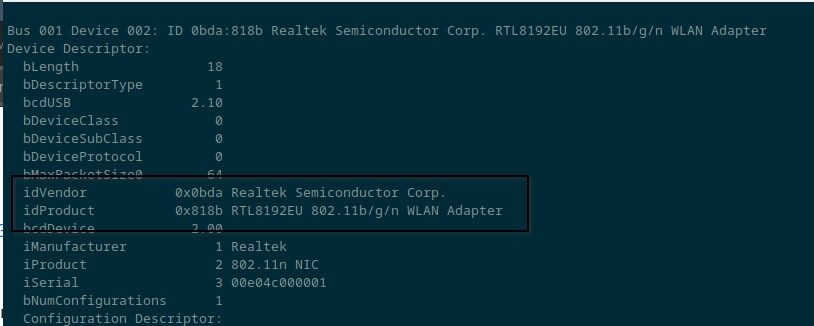 Bus 001 Device 002: ID 0bda:818b Realtek Semiconductor Corp. RTL8192EU 802.11b/g/n WLAN Adapter
Device Descriptor:
bLength 18
bDescriptorType 1
bcdUSB 2.10
bDeviceClass 0
bDeviceSubClass 0
bDeviceProtocol 0
bMaxPacketSize0 64
idVendor 0x0bda Realtek Semiconductor Corp.
idProduct 0x818b RTL8192EU 802.11b/g/n WLAN Adapter
bcdDevice 2.00
iManufacturer 1 Realtek
iProduct 2 802.11n NIC
iSerial 3 00e04c000001
bNumConfigurations 1
Configuration Descriptor: